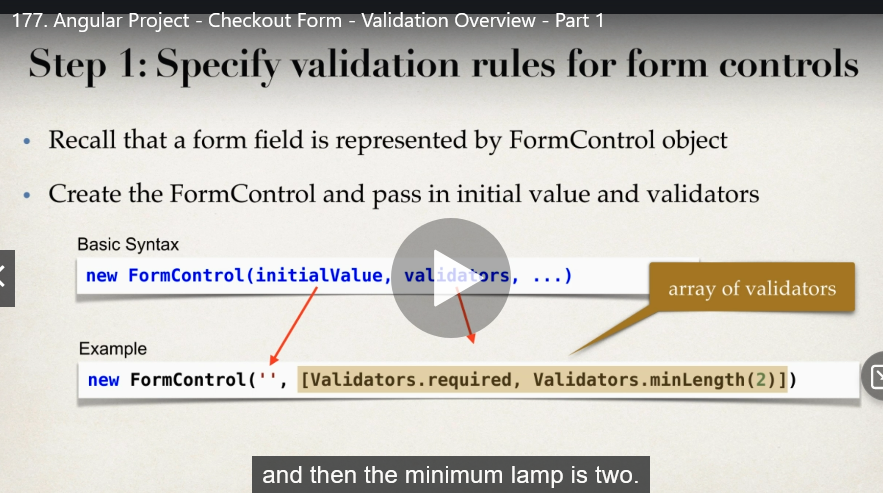 177. Angular Project - Checkout Form - Validation Overview - Part 1
Step 1: Specify validation rules for form controls
• Recall that a form field is represented by FormControl object
• Create the FormControl and pass in initial value and validators
Basic Syntax
new FormControl(initialValue, validators, ...)
array of validators
Example
new FormControl('', [Validators.required, Validators.minLength(2)])
and then the minimum lamp is two.